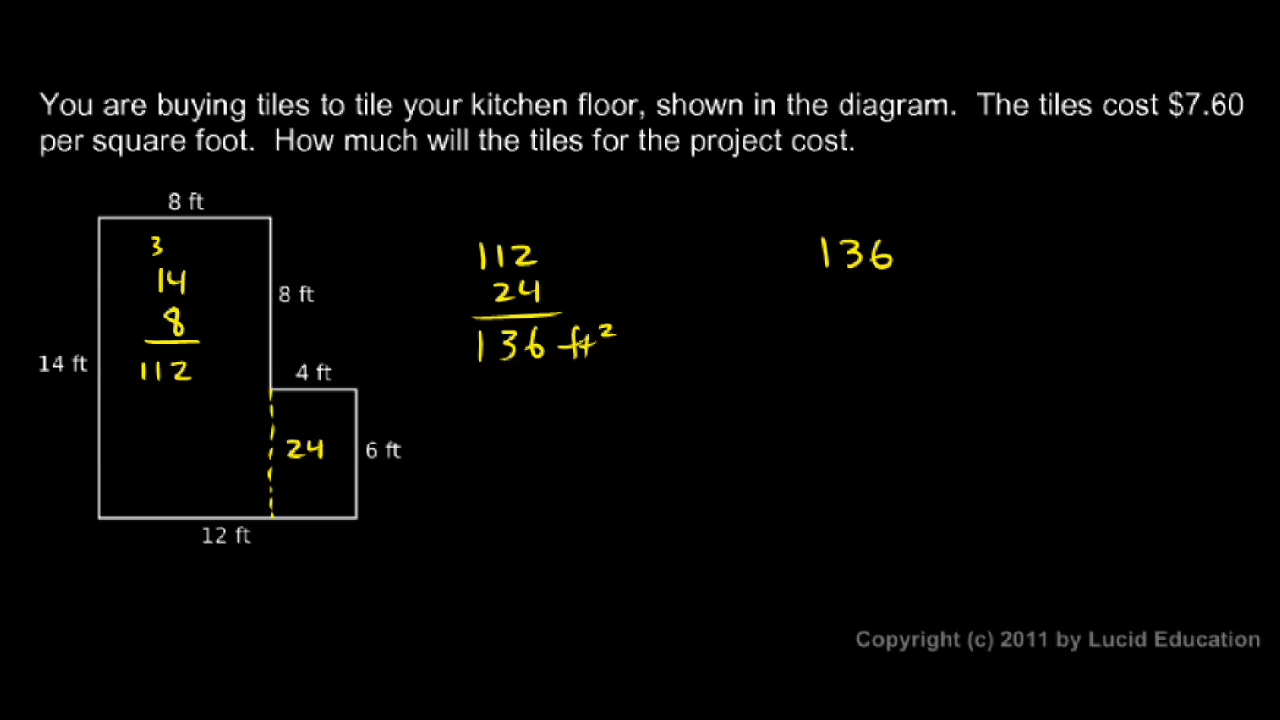 You are buying tiles to tile your kitchen floor, shown in the diagram. The tiles cost $7.60
per square foot. How much will the tiles for the project cost.
8 ft
3
14
8
112
8 ft
14 ft
4 ft
24
6 ft
12 ft
112
24
136 ft²
136
Copyright (c) 2011 by Lucid Education